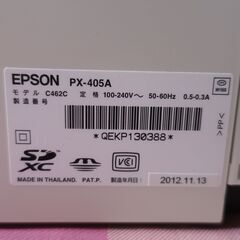 EPSON PX-405A
モデル C462C 定格 100-240V～ 50-60Hz 0.5-0.3A
製造番号
*QEKP130388*
SD XC
VCCI
MADE IN THAILAND. PAT.P. 製造年月日: 2012.11.13
>PP<